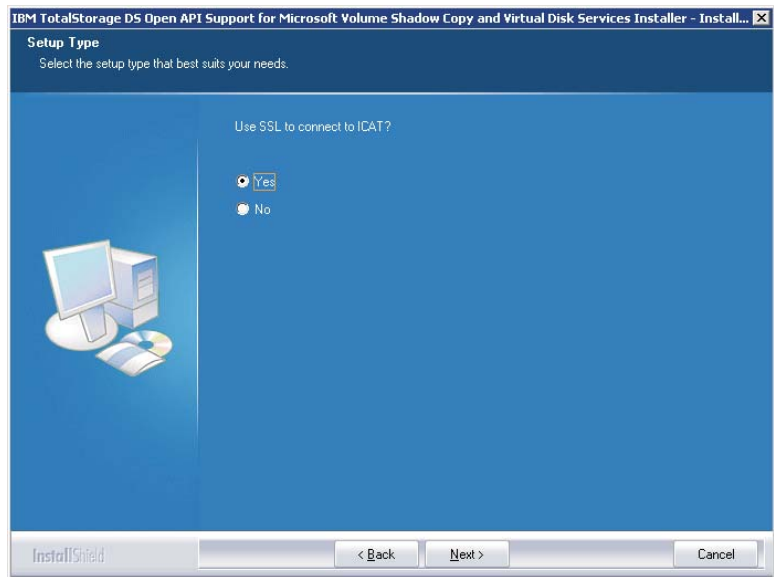 IBM TotalStorage DS Open API Support for Microsoft Volume Shadow Copy and Virtual Disk Services Installer - Install...
Setup Type
Select the setup type that best suits your needs.
Use SSL to connect to ICAT?
Yes
No
InstallShield
< Back Next > Cancel